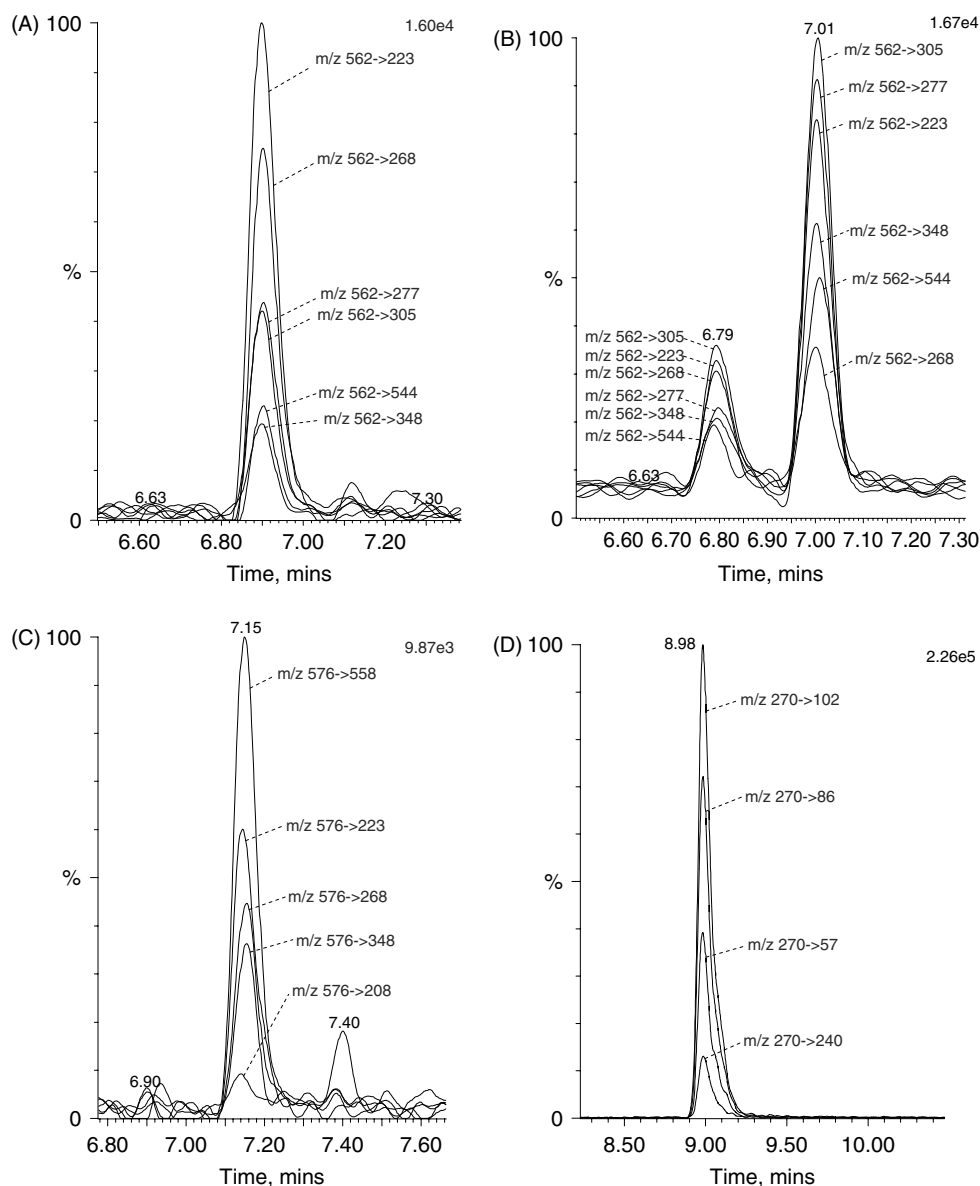 (A) 100
1.60e4
m/z 562->223
m/z 562->268
%
m/z 562->277
m/z 562->305
m/z 562->544
m/z 562->348
6.63
7.30
0
6.60 6.80 7.00 7.20
Time, mins
(B) 100
7.01
1.67e4
m/z 562->305
m/z 562->277
m/z 562->223
m/z 562->348
%
m/z 562->544
m/z 562->305
6.79
m/z 562->223
m/z 562->268
m/z 562->268
m/z 562->277
m/z 562->348
m/z 562->544
6.63
0
6.60 6.70 6.80 6.90 7.00 7.10 7.20 7.30
Time, mins
(C) 100
7.15
9.87e3
m/z 576->558
m/z 576->223
%
m/z 576->268
m/z 576->348
m/z 576->208
7.40
6.90
0
6.80 7.00 7.20 7.40 7.60
Time, mins
(D) 100
8.98
2.26e5
m/z 270->102
m/z 270->86
%
m/z 270->57
m/z 270->240
0
8.50 9.00 9.50 10.00
Time, mins